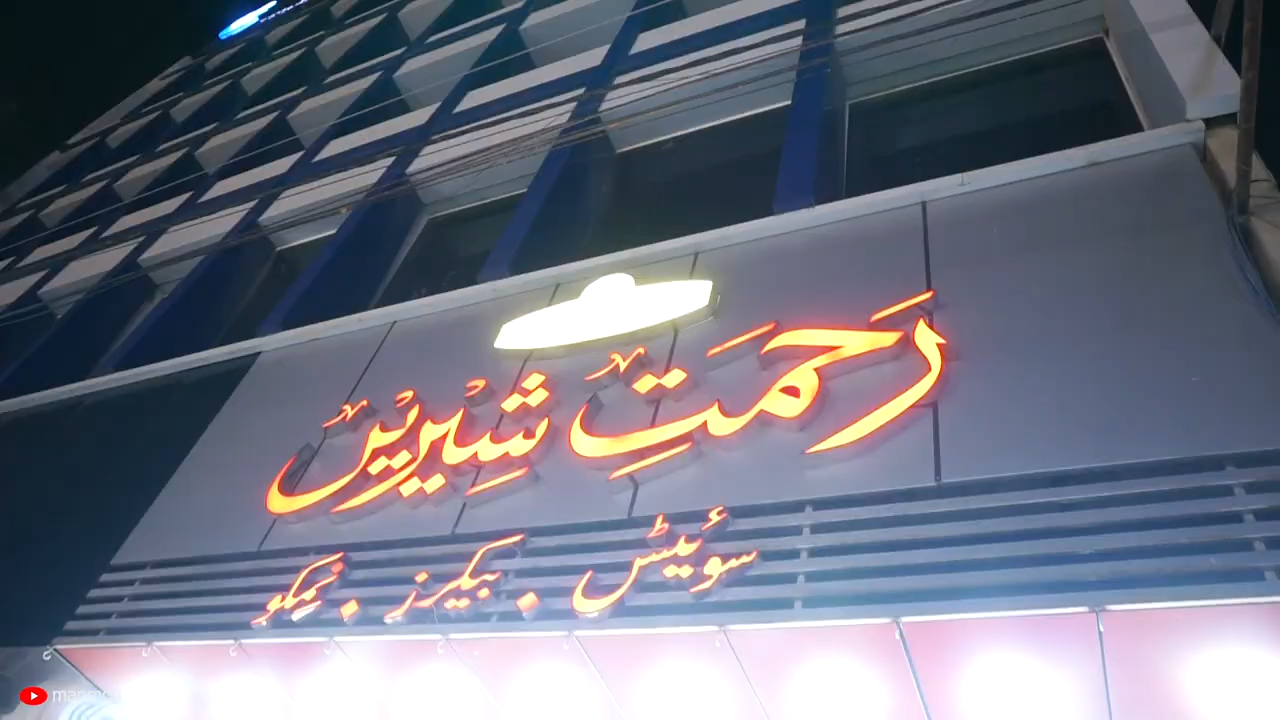 رحمتِ شیریں
سوئیٹس . بیکرز . نمکو